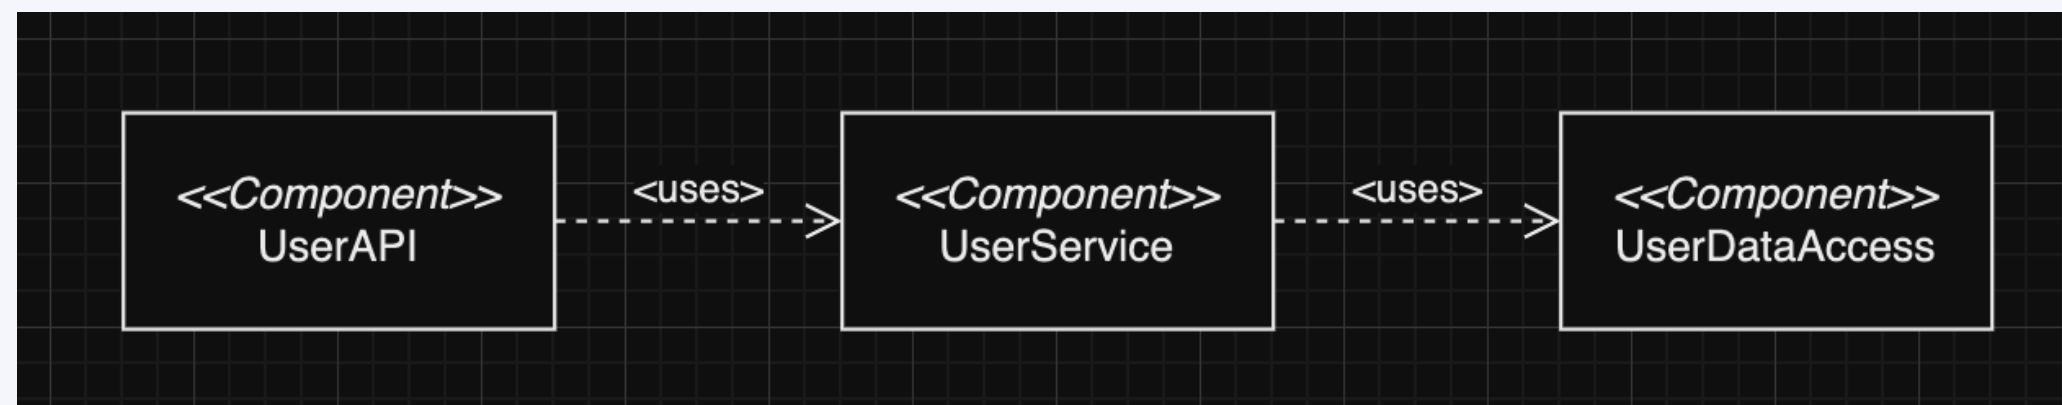 <<Component>>
UserAPI
<uses>
<<Component>>
UserService
<uses>
<<Component>>
UserDataAccess